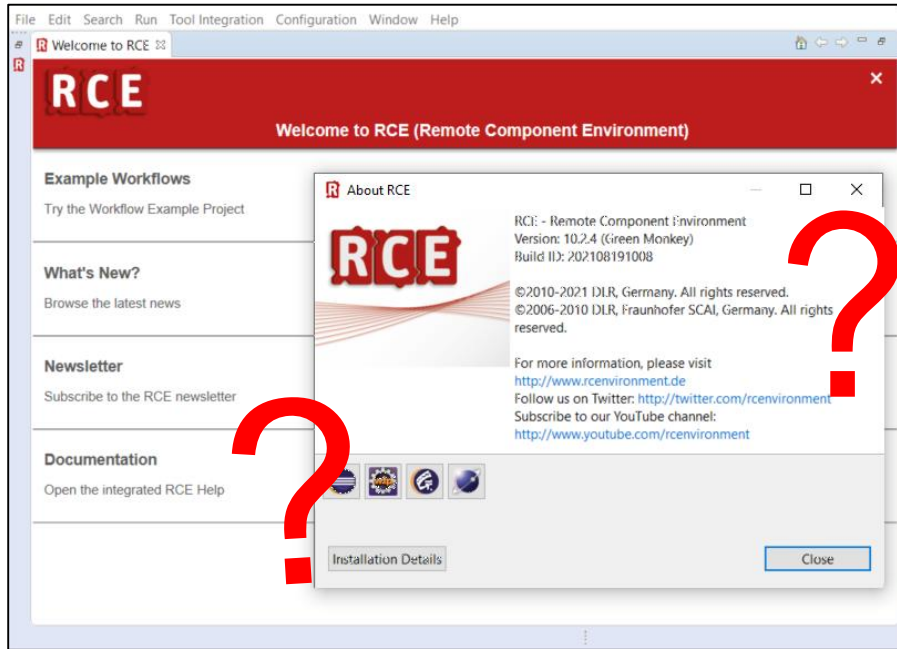 File Edit Search Run Tool Integration Configuration Window Help
Welcome to RCE
RCE
Welcome to RCE (Remote Component Environment)
Example Workflows
Try the Workflow Example Project
What's New?
Browse the latest news
Newsletter
Subscribe to the RCE newsletter
Documentation
Open the integrated RCE Help
About RCE
RCE
RCE - Remote Component Environment
Version: 10.2.4 (Green Monkey)
Build ID: 202108191008
©2010-2021 DLR, Germany. All rights reserved.
©2006-2010 DLR, Fraunhofer SCAI, Germany. All rights
reserved.
For more information, please visit
http://www.rcenvironment.de
Follow us on Twitter: http://twitter.com/rcenvironment
Subscribe to our YouTube channel:
http://www.youtube.com/rcenvironment
Installation Details
Close
?
?